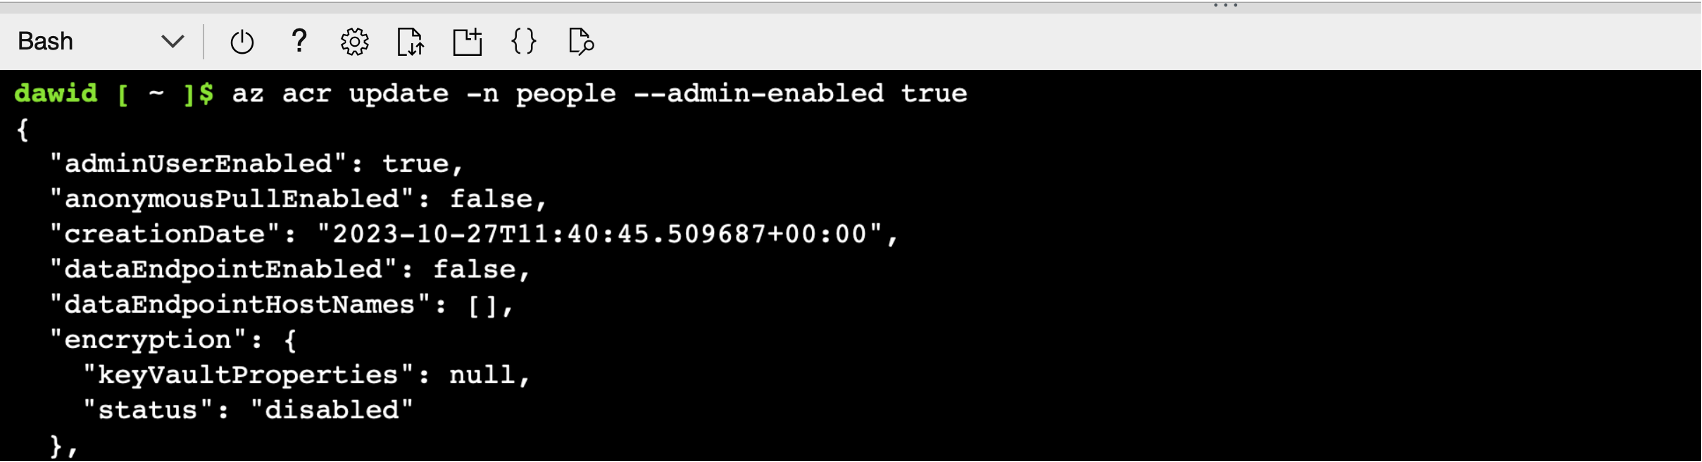 Bash
dawid [ ~ ]$ az acr update -n people --admin-enabled true
{
  "adminUserEnabled": true,
  "anonymousPullEnabled": false,
  "creationDate": "2023-10-27T11:40:45.509687+00:00",
  "dataEndpointEnabled": false,
  "dataEndpointHostNames": [],
  "encryption": {
    "keyVaultProperties": null,
    "status": "disabled"
  },